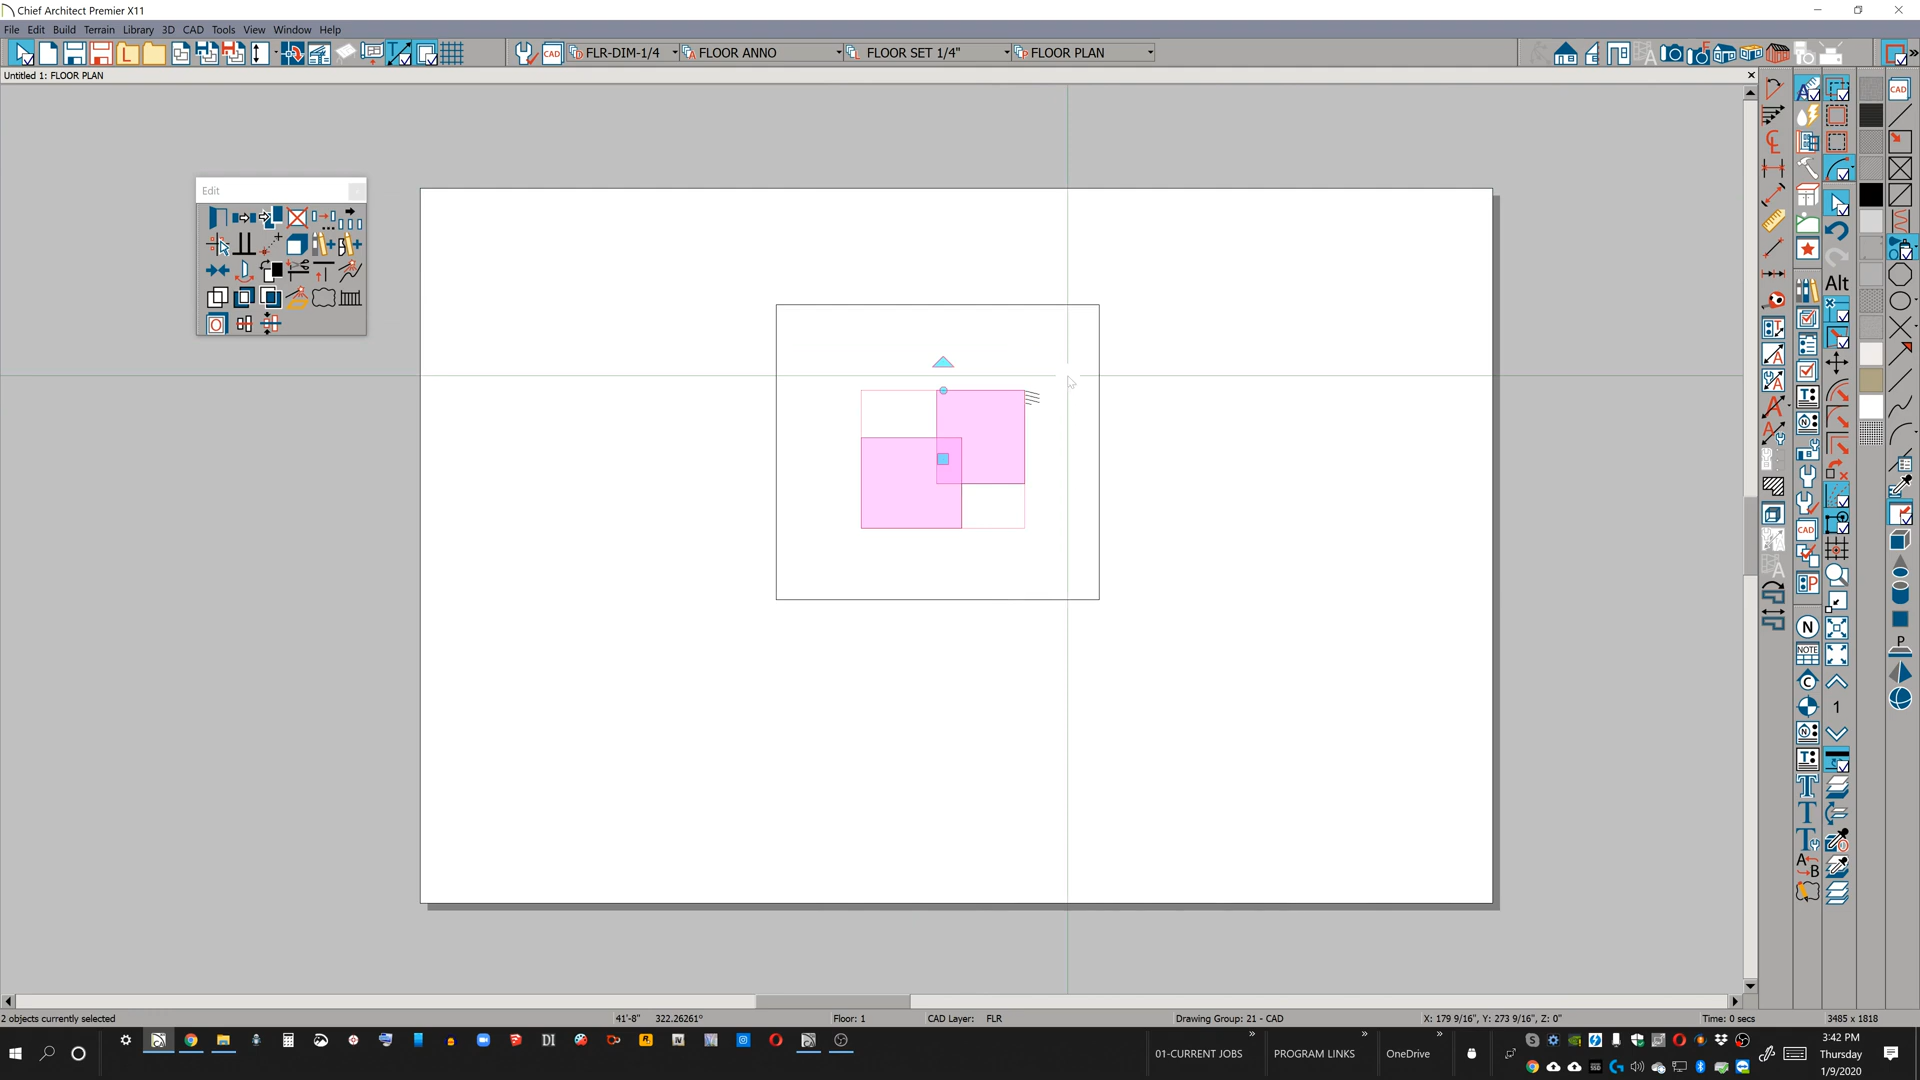 Chief Architect Premier X11
File Edit Build Terrain Library 3D CAD Tools View Window Help
CAD FLR-DIM-1/4 FLOOR ANNO FLOOR SET 1/4" FLOOR PLAN
Untitled 1: FLOOR PLAN
CAD
Edit
Alt
CAD
P
N
P
NOTE
C
1
N
T
T
T
A
B
2 objects currently selected 41'-8" 322.26261° Floor: 1 CAD Layer: FLR Drawing Group: 21 - CAD X: 179 9/16", Y: 273 9/16", Z: 0" Time: 0 secs 3485 x 1818
DI
01-CURRENT JOBS PROGRAM LINKS OneDrive
3:42 PM
Thursday
1/9/2020